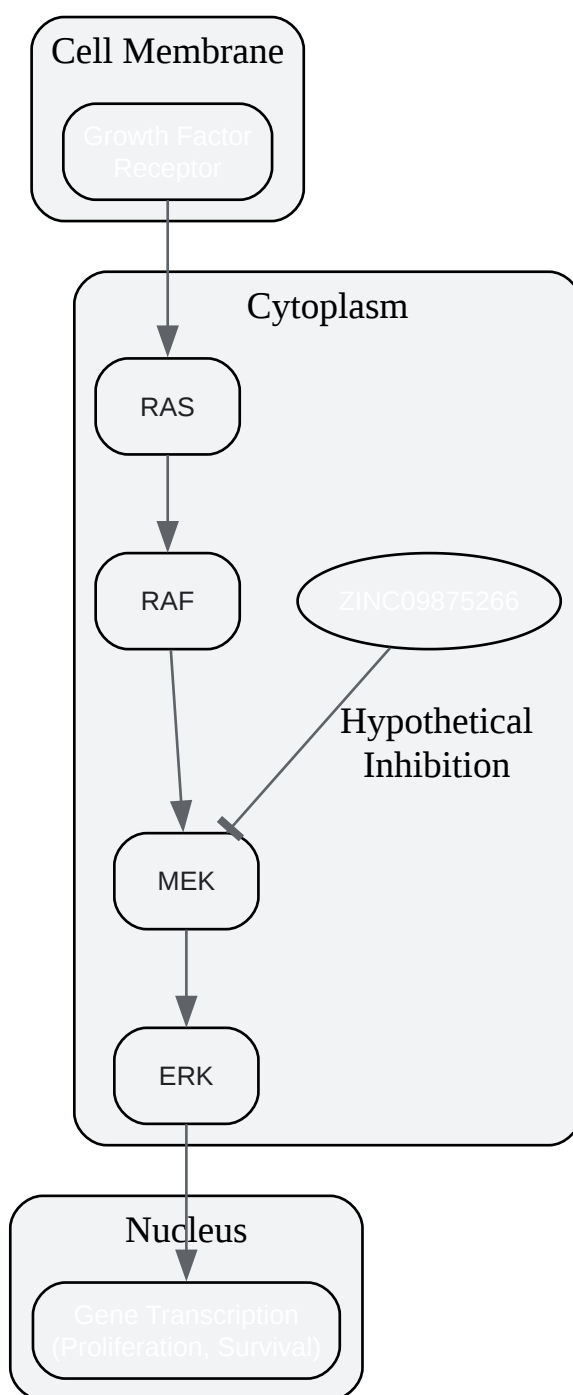 Cell Membrane
Growth Factor
Receptor
Cytoplasm
RAS
RAF
ZINC09875266
Hypothetical
Inhibition
MEK
ERK
Nucleus
Gene Transcription
(Proliferation, Survival)